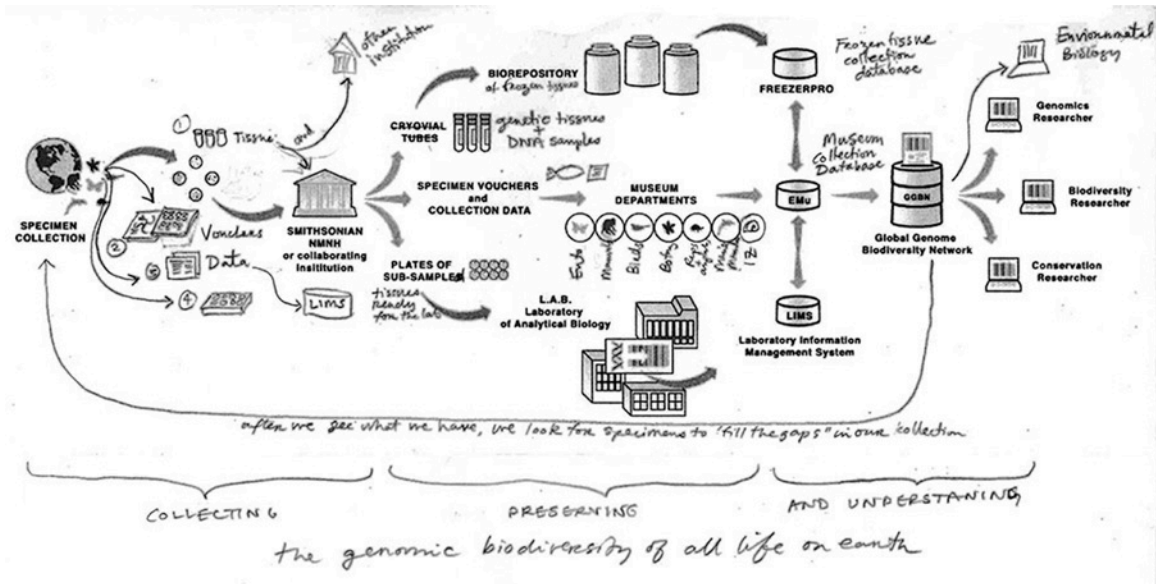 other
institution
①
Tissue
and
SPECIMEN
COLLECTION
②
Vouchers
③
Data
④
LIMS
SMITHSONIAN
NMNH
or collaborating
Insititution
BIOREPOSITORY
of frozen tissues
CRYOVIAL
TUBES
genetic tissues
+
DNA samples
SPECIMEN VOUCHERS
and
COLLECTION DATA
PLATES OF
SUB-SAMPLES
tissues
ready
for the lab
MUSEUM
DEPARTMENTS
Ento
Birds
Botany
IZ
L.A.B.
Laboratory
of Analytical Biology
FREEZERPRO
Frozen tissue
collection
database
Museum
Collection
Database
EMu
LIMS
Laboratory Information
Management System
GGBN
Global Genome
Biodiversity Network
Environmental
Biology
Genomics
Researcher
Biodiversity
Researcher
Conservation
Researcher
after we see what we have, we look for specimens to "fill the gaps" in our collection
COLLECTING
PRESERVING
AND UNDERSTANING
the genomic biodiversity of all life on earth